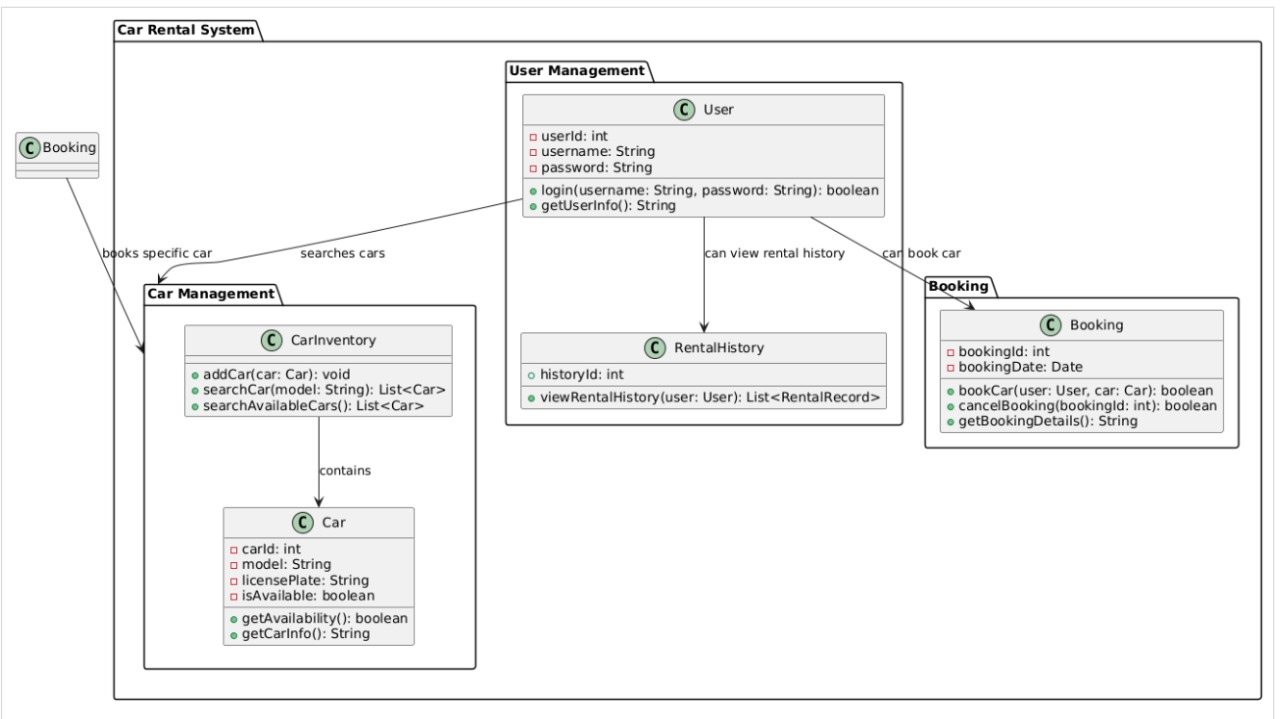 Car Rental System
User Management
C User
userId: int
username: String
password: String
login(username: String, password: String): boolean
getUserInfo(): String
C Booking
books specific car
searches cars
can view rental history
can book car
Car Management
C CarInventory
addCar(car: Car): void
searchCar(model: String): List<Car>
searchAvailableCars(): List<Car>
contains
C Car
carId: int
model: String
licensePlate: String
isAvailable: boolean
getAvailability(): boolean
getCarInfo(): String
C RentalHistory
historyId: int
viewRentalHistory(user: User): List<RentalRecord>
Booking
C Booking
bookingId: int
bookingDate: Date
bookCar(user: User, car: Car): boolean
cancelBooking(bookingId: int): boolean
getBookingDetails(): String